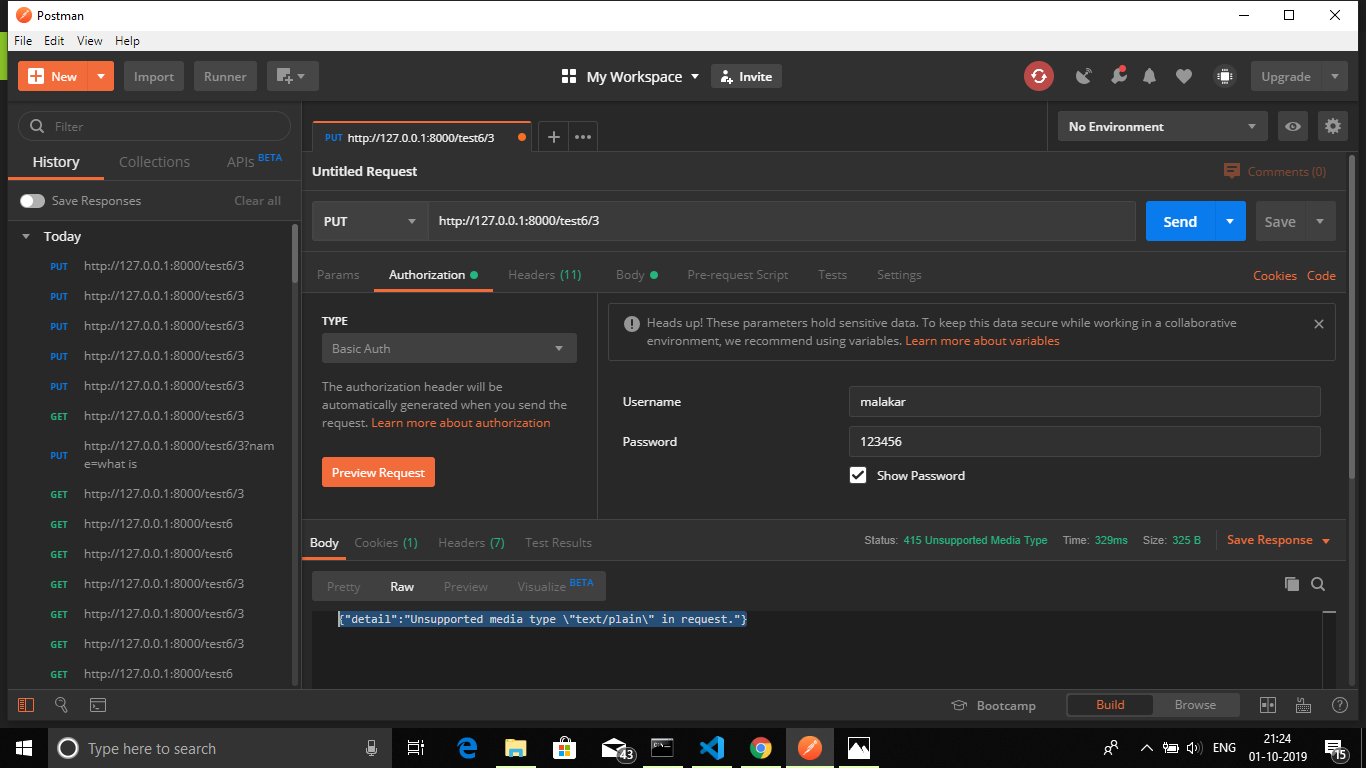 Postman
File Edit View Help
New Import Runner My Workspace Invite Upgrade
Filter
History Collections APIs BETA
Save Responses Clear all
Today
PUT http://127.0.0.1:8000/test6/3
PUT http://127.0.0.1:8000/test6/3
PUT http://127.0.0.1:8000/test6/3
PUT http://127.0.0.1:8000/test6/3
PUT http://127.0.0.1:8000/test6/3
GET http://127.0.0.1:8000/test6/3
PUT http://127.0.0.1:8000/test6/3?nam
e=what is
GET http://127.0.0.1:8000/test6/3
GET http://127.0.0.1:8000/test6
GET http://127.0.0.1:8000/test6
GET http://127.0.0.1:8000/test6/3
GET http://127.0.0.1:8000/test6/3
GET http://127.0.0.1:8000/test6/3
GET http://127.0.0.1:8000/test6
PUT http://127.0.0.1:8000/test6/3
No Environment
Untitled Request Comments (0)
PUT http://127.0.0.1:8000/test6/3 Send Save
Params Authorization Headers (11) Body Pre-request Script Tests Settings Cookies Code
TYPE
Basic Auth
The authorization header will be
automatically generated when you send the
request. Learn more about authorization
Preview Request
Heads up! These parameters hold sensitive data. To keep this data secure while working in a collaborative
environment, we recommend using variables. Learn more about variables
Username malakar
Password 123456
Show Password
Body Cookies (1) Headers (7) Test Results Status: 415 Unsupported Media Type Time: 329ms Size: 325 B Save Response
Pretty Raw Preview Visualize BETA
{"detail":"Unsupported media type \"text/plain\" in request."}
Bootcamp Build Browse
Type here to search
43
ENG
21:24
01-10-2019
15